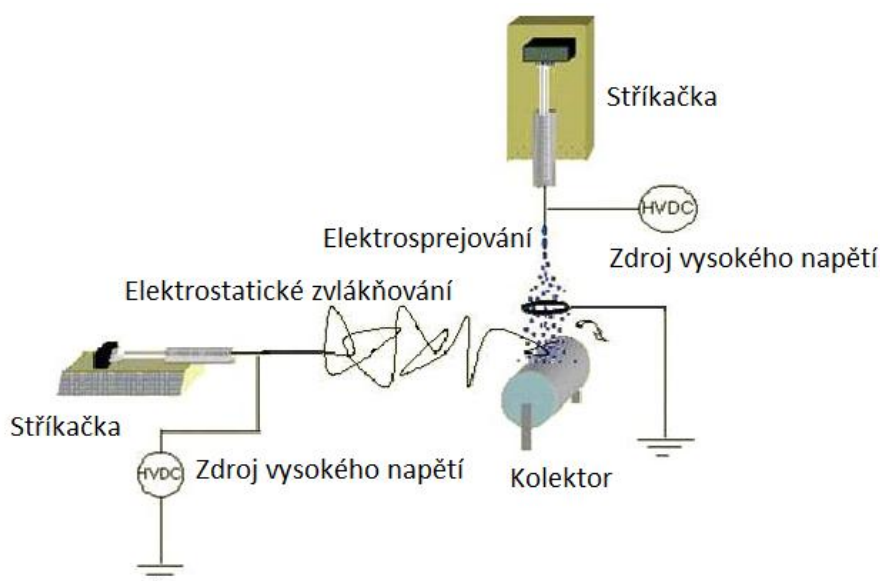 Stříkačka
HVDC
Elektrosprejování
Zdroj vysokého napětí
Elektrostatické zvlákňování
Stříkačka
HVDC
Zdroj vysokého napětí
Kolektor